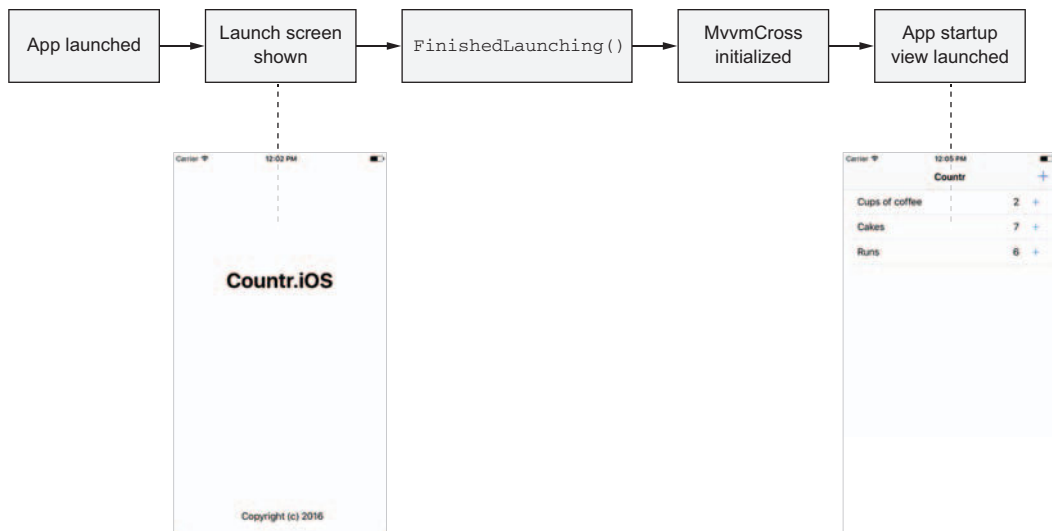 App launched
Launch screen
shown
FinishedLaunching()
MvvmCross
initialized
App startup
view launched
Carrier 12:02 PM
Countr.iOS
Copyright (c) 2016
Carrier 12:05 PM
Countr +
Cups of coffee 2 +
Cakes 7 +
Runs 6 +